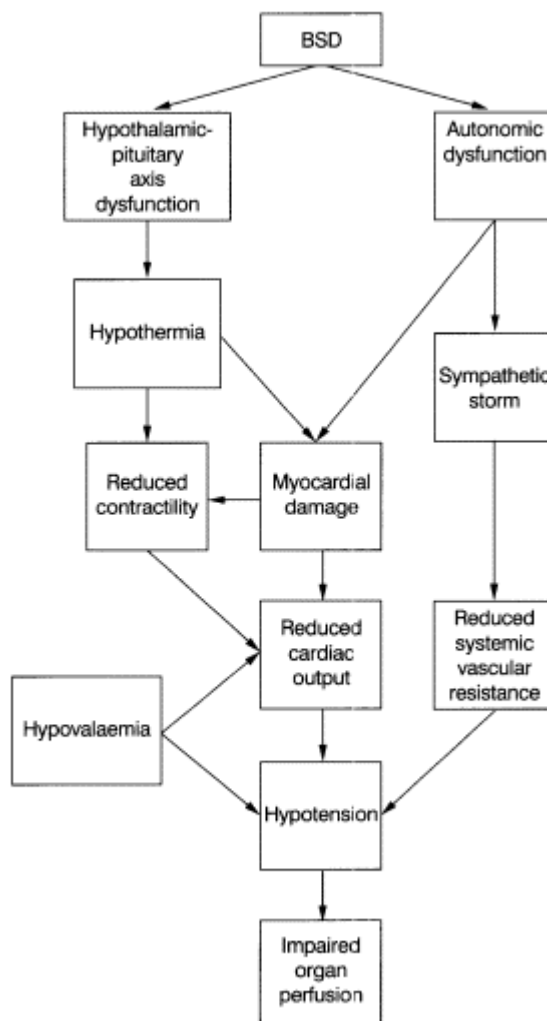 BSD
Hypothalamic-
pituitary
axis
dysfunction
Autonomic
dysfunction
Hypothermia
Sympathetic
storm
Reduced
contractility
Myocardial
damage
Reduced
cardiac
output
Reduced
systemic
vascular
resistance
Hypovalaemia
Hypotension
Impaired
organ
perfusion